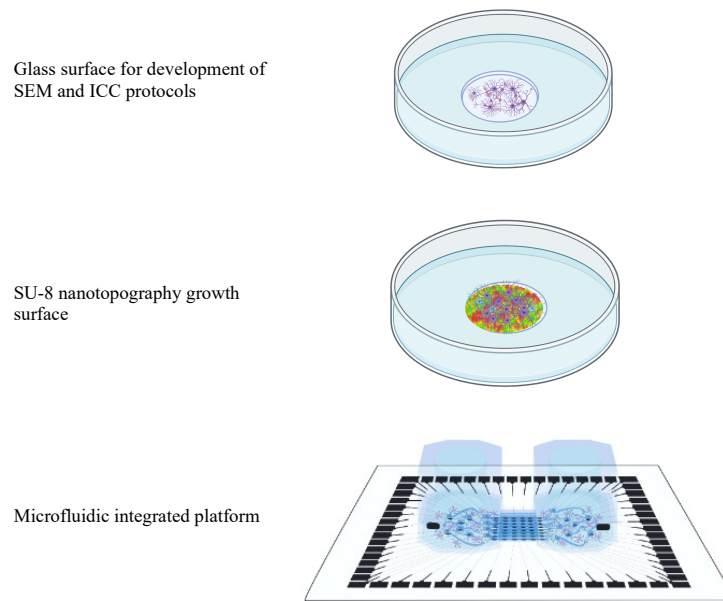 Glass surface for development of
SEM and ICC protocols
SU-8 nanotopography growth
surface
Microfluidic integrated platform